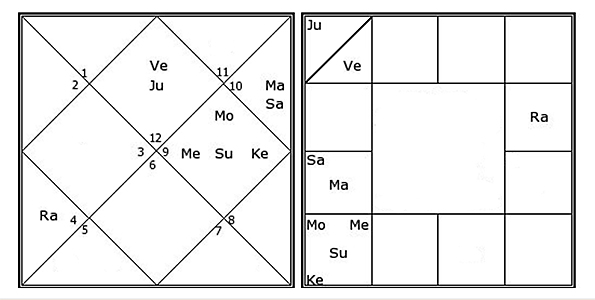 Ve
Ju
1
2
11
10
Ma
Sa
Mo
12
3
9
6
Me Su Ke
Ra
4
5
8
7
Ju
Ve
Ra
Sa
Ma
Mo Me
Su
Ke